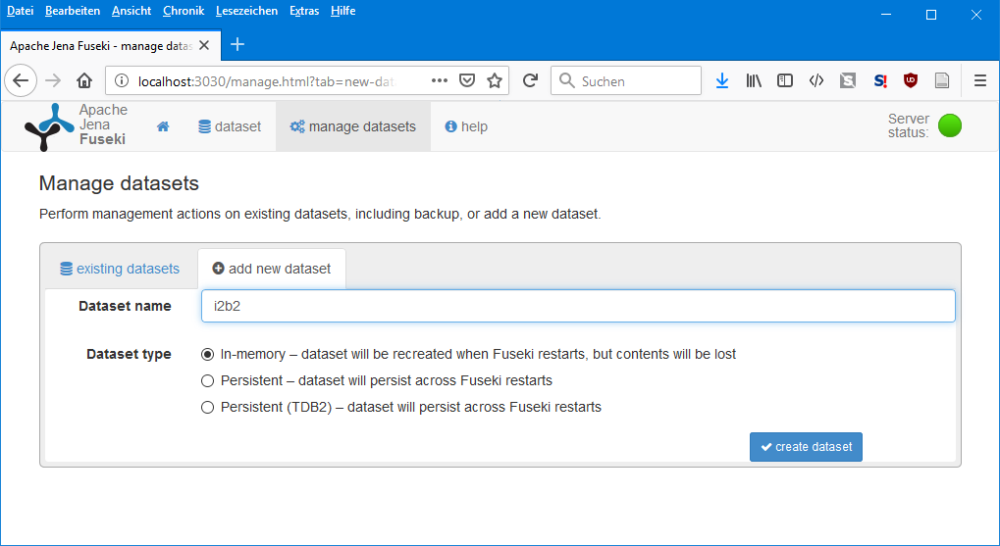 Datei Bearbeiten Ansicht Chronik Lesezeichen Extras Hilfe
Apache Jena Fuseki - manage datas
localhost:3030/manage.html?tab=new-dat
Suchen
Apache
Jena
Fuseki
dataset
manage datasets
help
Server
status:
Manage datasets
Perform management actions on existing datasets, including backup, or add a new dataset.
existing datasets
add new dataset
Dataset name
i2b2
Dataset type
In-memory – dataset will be recreated when Fuseki restarts, but contents will be lost
Persistent – dataset will persist across Fuseki restarts
Persistent (TDB2) – dataset will persist across Fuseki restarts
create dataset